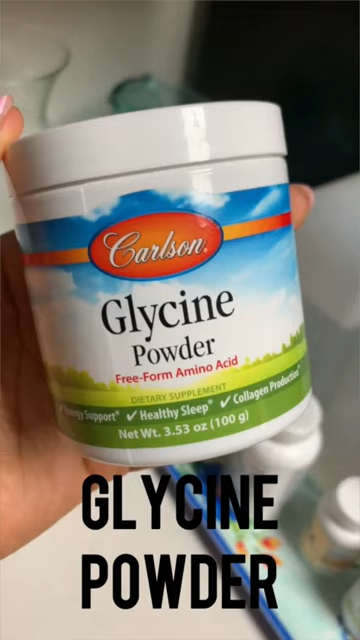 Carlson®
Glycine
Powder
Free-Form Amino Acid
DIETARY SUPPLEMENT
✓ Energy Support* ✓ Healthy Sleep* ✓ Collagen Production*
Net Wt. 3.53 oz (100 g)
GLYCINE
POWDER